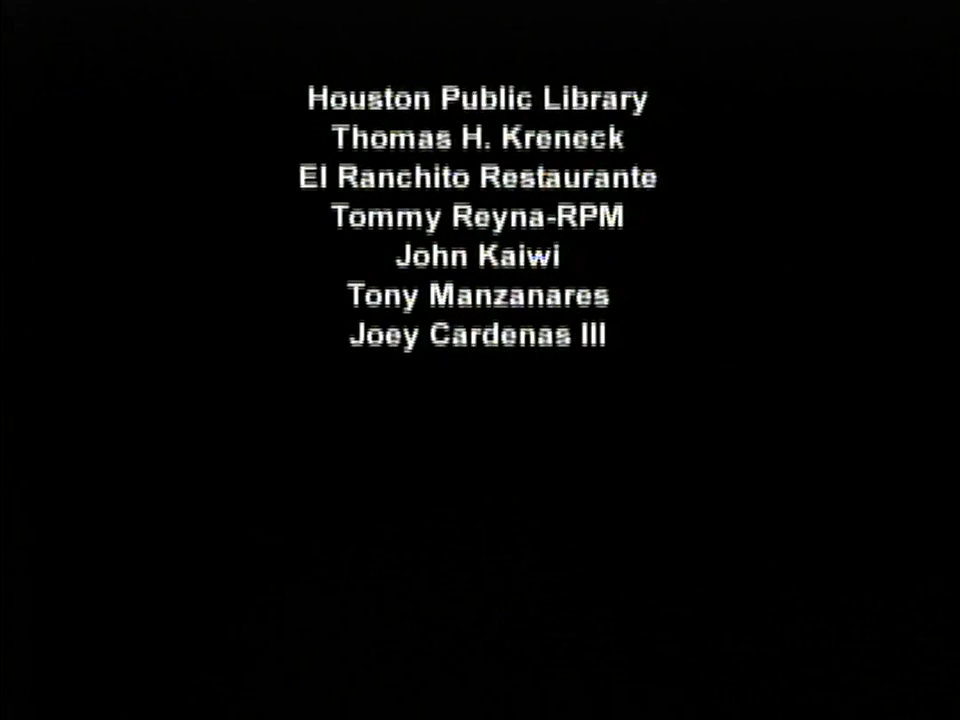 Houston Public Library
Thomas H. Kreneck
El Ranchito Restaurante
Tommy Reyna-RPM
John Kaiwi
Tony Manzanares
Joey Cardenas III